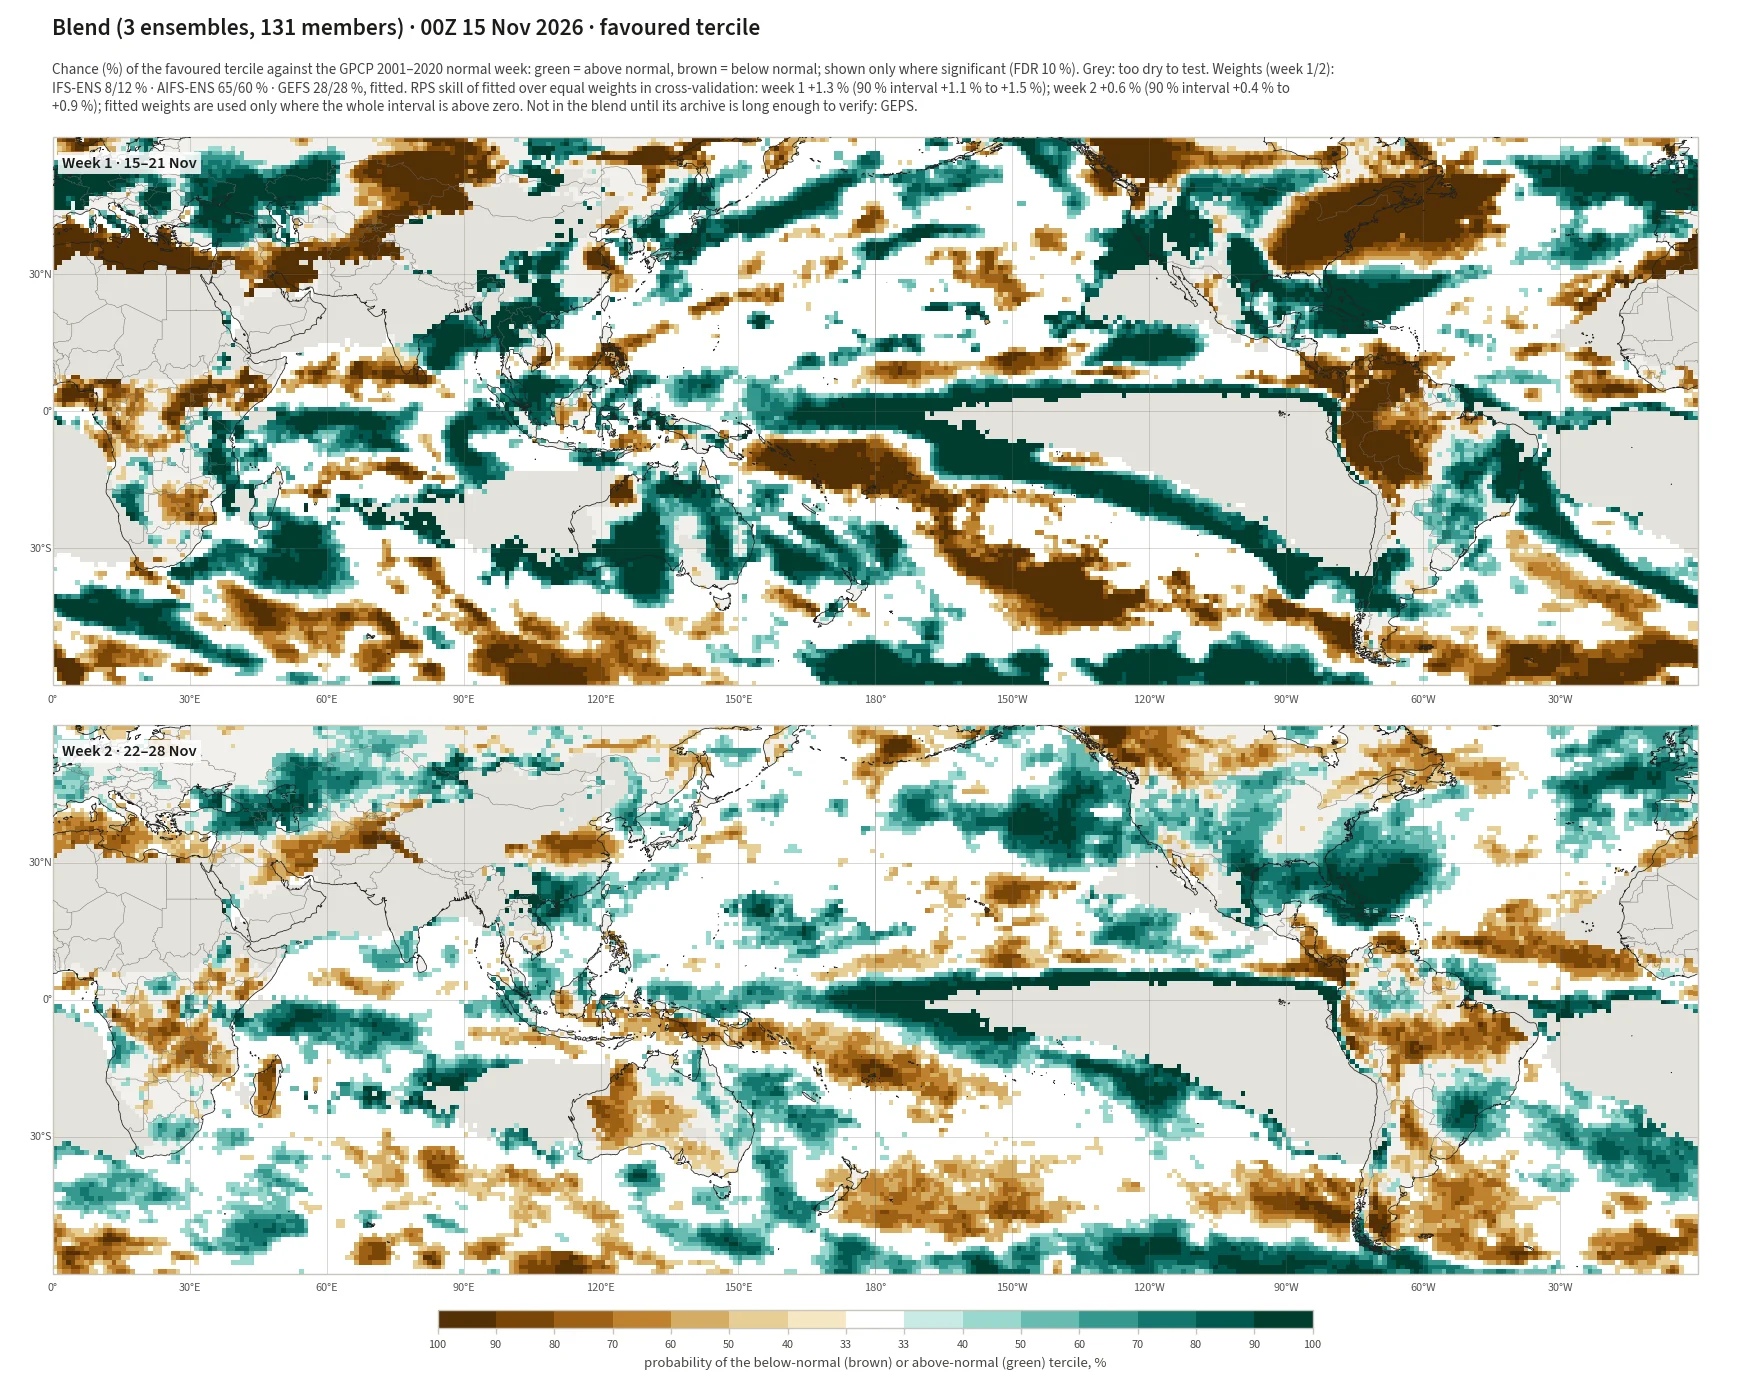 Blend (3 ensembles, 131 members) · 00Z 15 Nov 2026 · favoured tercile
Chance (%) of the favoured tercile against the GPCP 2001–2020 normal week: green = above normal, brown = below normal; shown only where significant (FDR 10 %). Grey: too dry to test. Weights (week 1/2):
IFS-ENS 8/12 % · AIFS-ENS 65/60 % · GEFS 28/28 %, fitted. RPS skill of fitted over equal weights in cross-validation: week 1 +1.3 % (90 % interval +1.1 % to +1.5 %); week 2 +0.6 % (90 % interval +0.4 % to
+0.9 %); fitted weights are used only where the whole interval is above zero. Not in the blend until its archive is long enough to verify: GEPS.
Week 1 · 15–21 Nov
30°N
0°
30°S
0° 30°E 60°E 90°E 120°E 150°E 180° 150°W 120°W 90°W 60°W 30°W
Week 2 · 22–28 Nov
30°N
0°
30°S
0° 30°E 60°E 90°E 120°E 150°E 180° 150°W 120°W 90°W 60°W 30°W
100 90 80 70 60 50 40 33 33 40 50 60 70 80 90 100
probability of the below-normal (brown) or above-normal (green) tercile, %